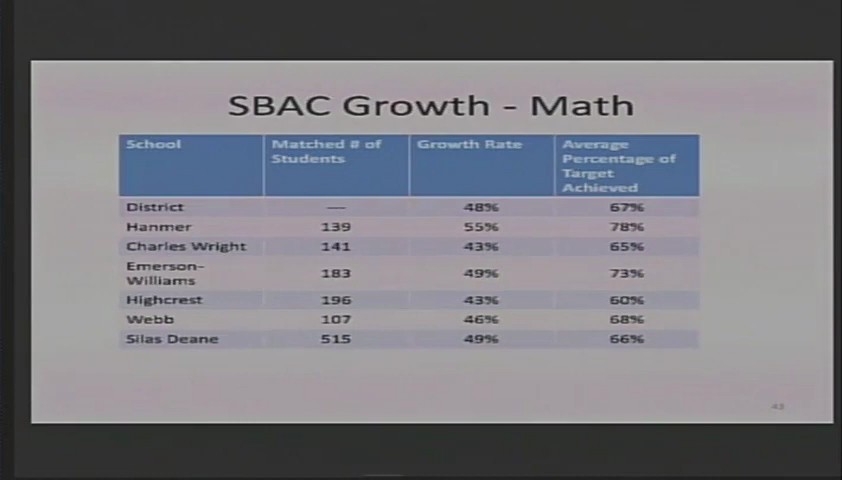 SBAC Growth - Math
School Matched # of Students Growth Rate Average Percentage of Target Achieved
District — 48% 67%
Hanmer 139 55% 78%
Charles Wright 141 43% 65%
Emerson-Williams 183 49% 73%
Highcrest 196 43% 60%
Webb 107 46% 68%
Silas Deane 515 49% 66%
43